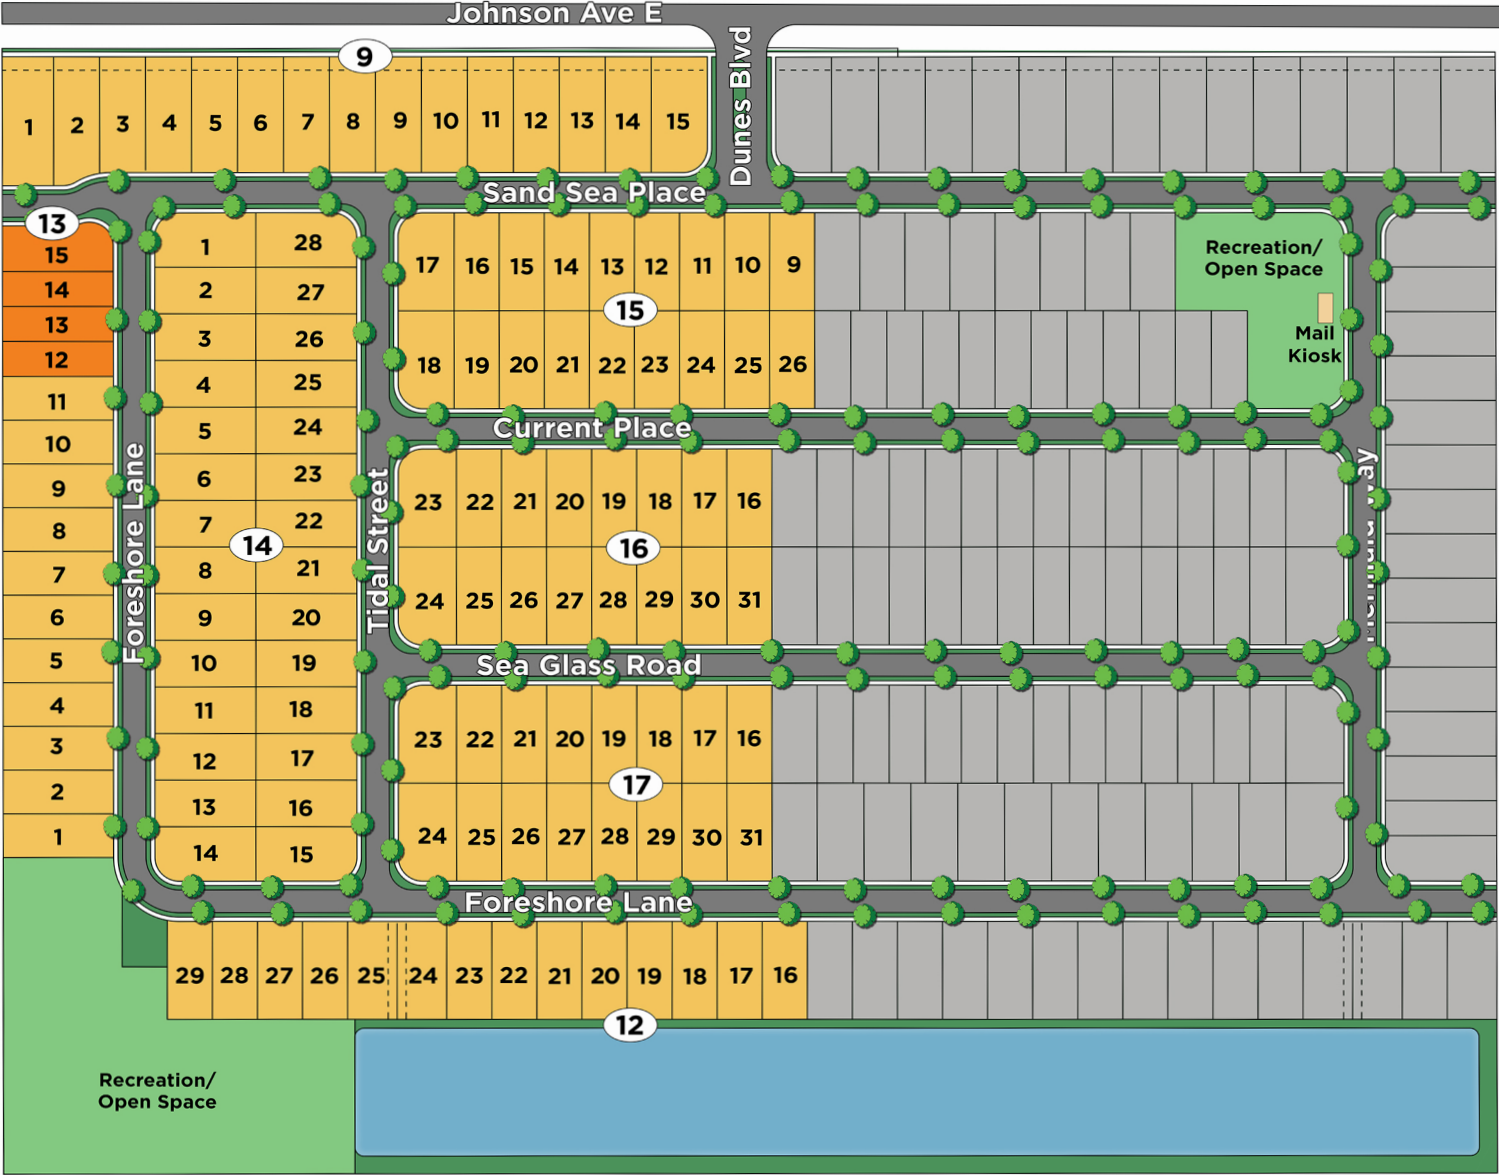 Johnson Ave E
Dunes Blvd
9
1 2 3 4 5 6 7 8 9 10 11 12 13 14 15
Sand Sea Place
13
15
14
13
12
11
10
9
8
7
6
5
4
3
2
1
Foreshore Lane
1 28
2 27
3 26
4 25
5 24
6 23
7 22
14
8 21
9 20
10 19
11 18
12 17
13 16
14 15
Tidal Street
17 16 15 14 13 12 11 10 9
15
18 19 20 21 22 23 24 25 26
Recreation/
Open Space
Mail
Kiosk
Current Place
23 22 21 20 19 18 17 16
16
24 25 26 27 28 29 30 31
Way
Sea Glass Road
23 22 21 20 19 18 17 16
17
24 25 26 27 28 29 30 31
Foreshore Lane
29 28 27 26 25 24 23 22 21 20 19 18 17 16
12
Recreation/
Open Space